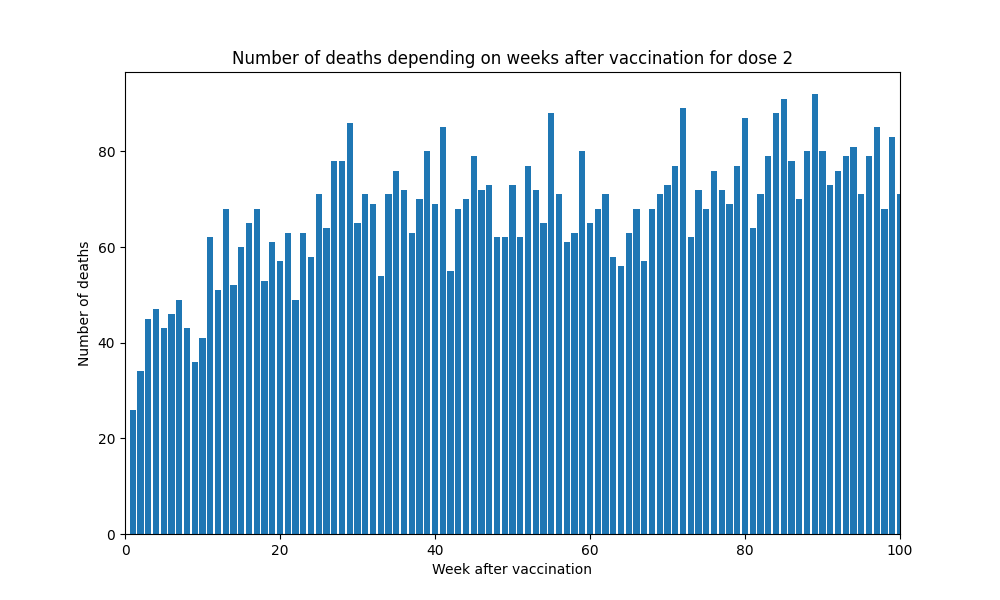 Number of deaths depending on weeks after vaccination for dose 2
Number of deaths
80
60
40
20
0
0 20 40 60 80 100
Week after vaccination